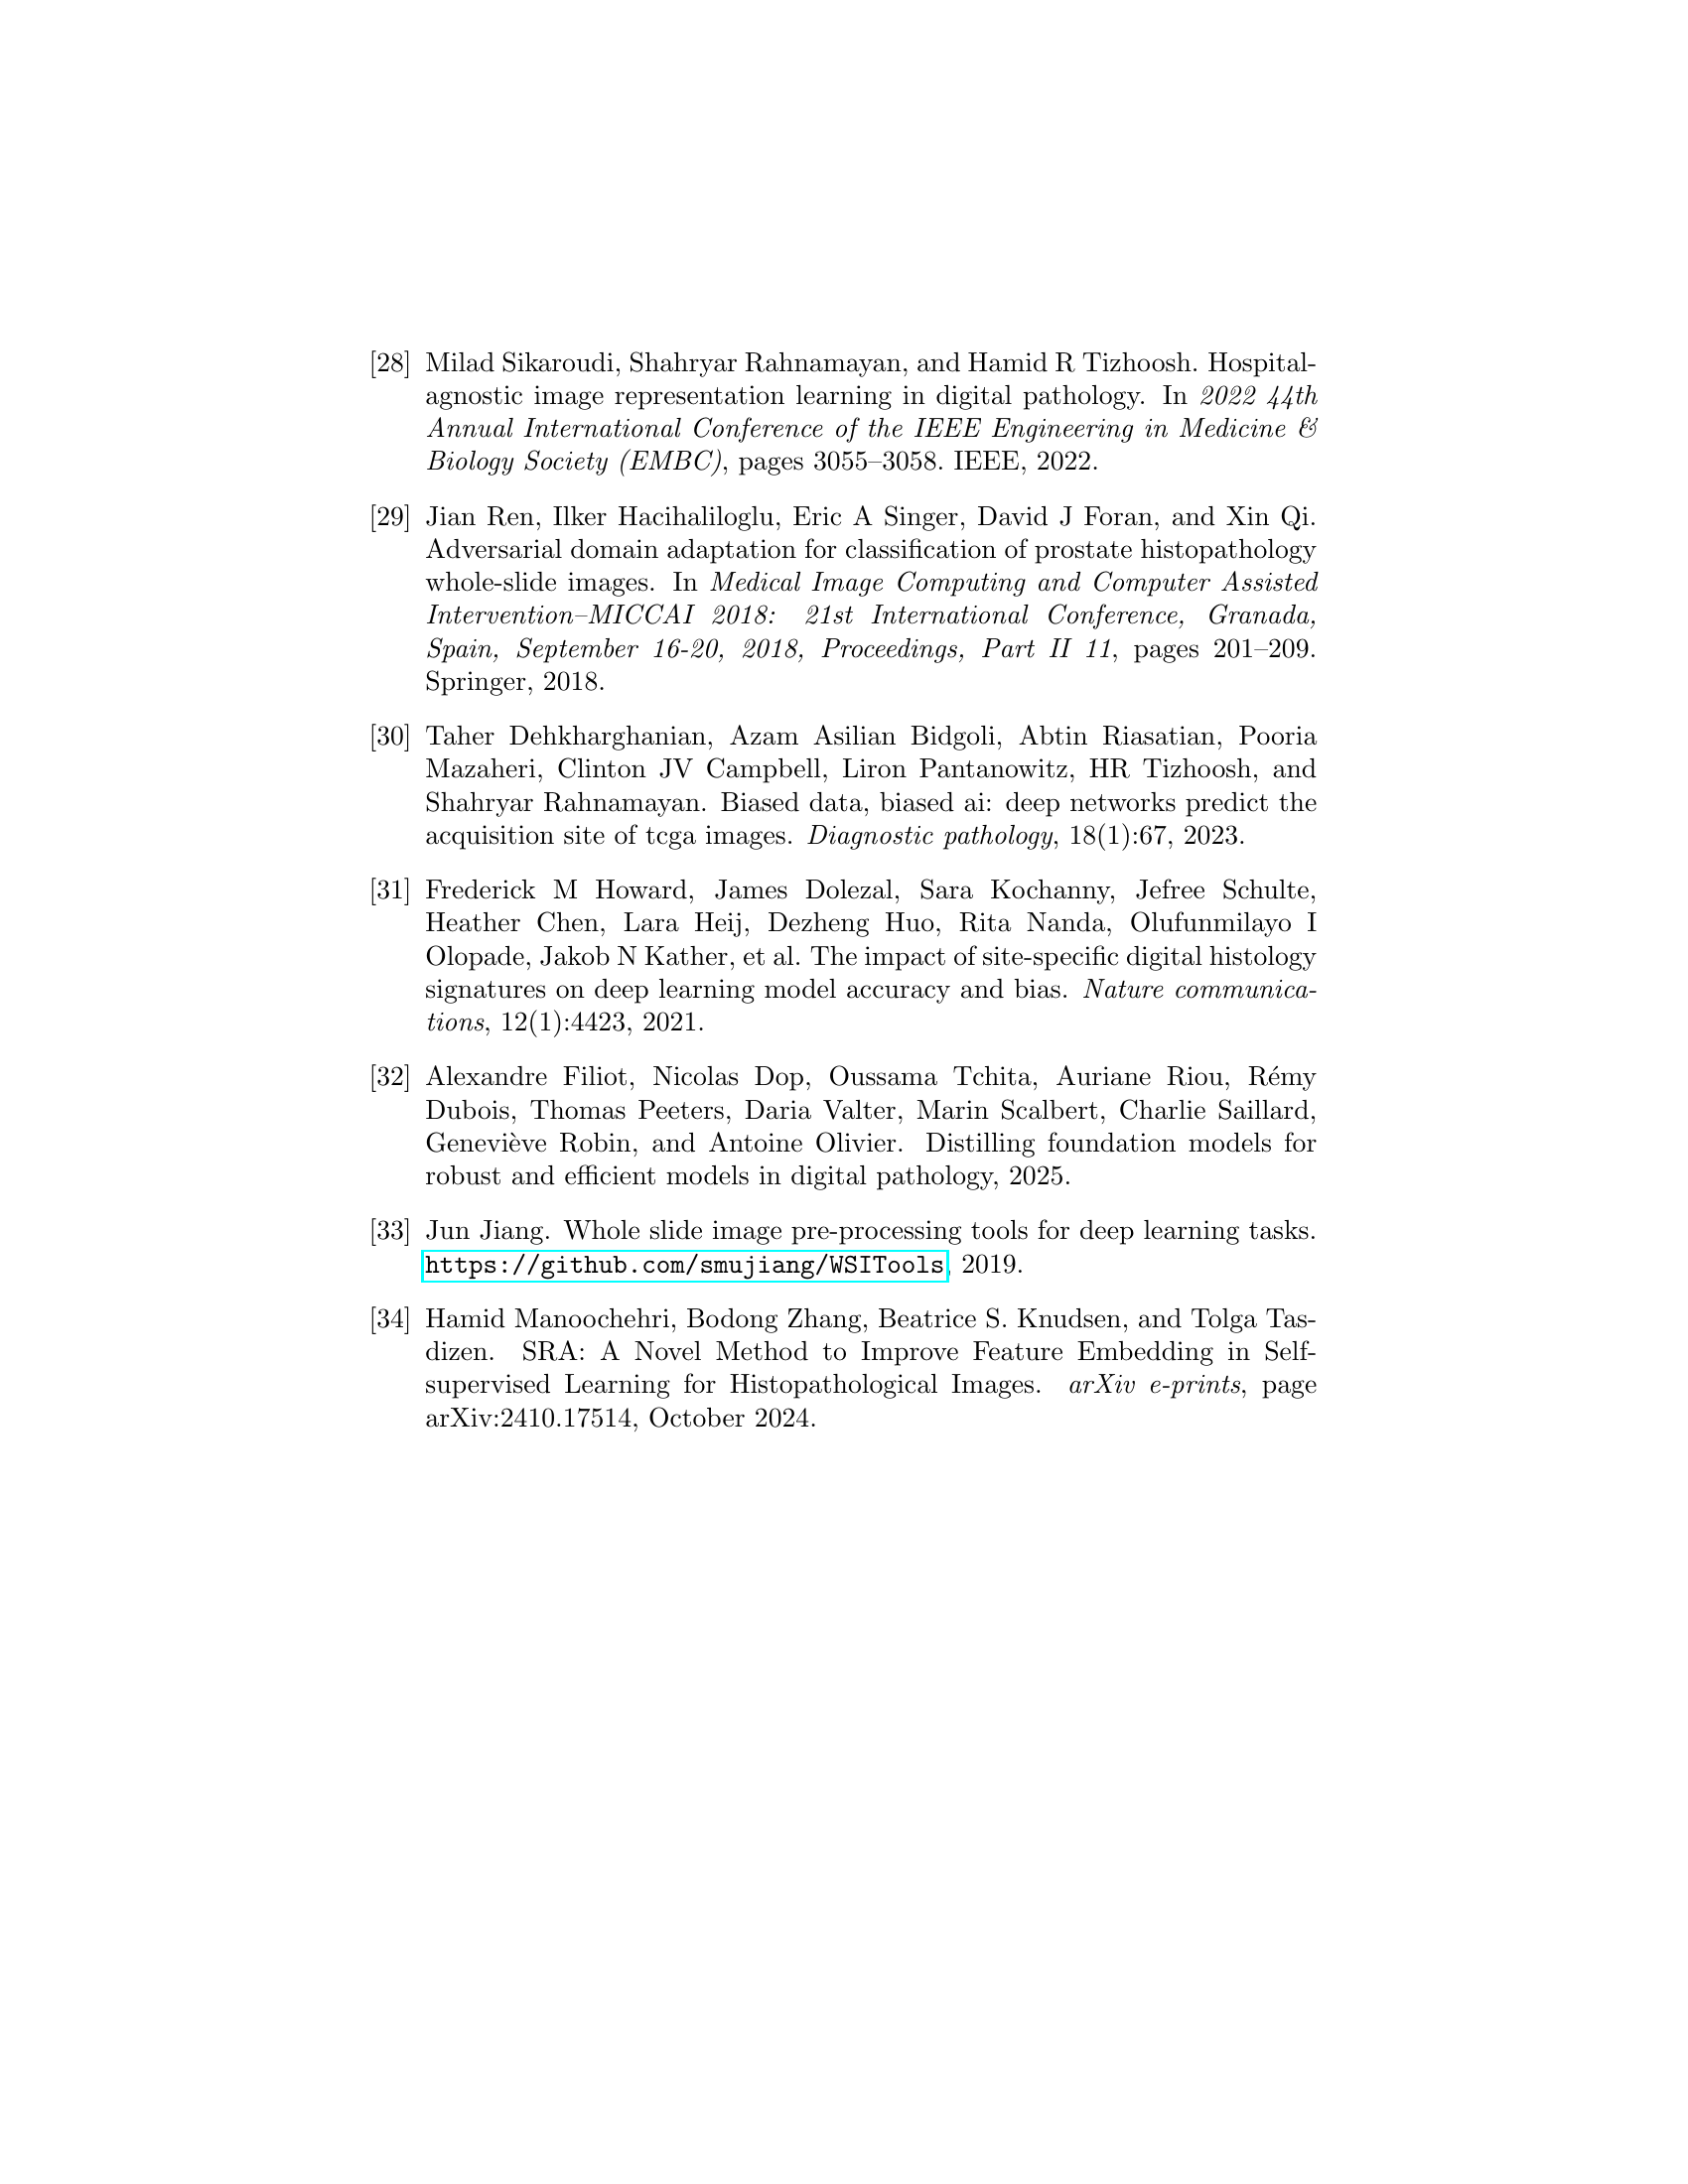 [28] Milad Sikaroudi, Shahryar Rahnamayan, and Hamid R Tizhoosh. Hospital-
agnostic image representation learning in digital pathology. In 2022 44th
Annual International Conference of the IEEE Engineering in Medicine &
Biology Society (EMBC), pages 3055–3058. IEEE, 2022.
[29] Jian Ren, Ilker Hacihaliloglu, Eric A Singer, David J Foran, and Xin Qi.
Adversarial domain adaptation for classification of prostate histopathology
whole-slide images. In Medical Image Computing and Computer Assisted
Intervention–MICCAI 2018: 21st International Conference, Granada,
Spain, September 16-20, 2018, Proceedings, Part II 11, pages 201–209.
Springer, 2018.
[30] Taher Dehkharghanian, Azam Asilian Bidgoli, Abtin Riasatian, Pooria
Mazaheri, Clinton JV Campbell, Liron Pantanowitz, HR Tizhoosh, and
Shahryar Rahnamayan. Biased data, biased ai: deep networks predict the
acquisition site of tcga images. Diagnostic pathology, 18(1):67, 2023.
[31] Frederick M Howard, James Dolezal, Sara Kochanny, Jefree Schulte,
Heather Chen, Lara Heij, Dezheng Huo, Rita Nanda, Olufunmilayo I
Olopade, Jakob N Kather, et al. The impact of site-specific digital histology
signatures on deep learning model accuracy and bias. Nature communica-
tions, 12(1):4423, 2021.
[32] Alexandre Filiot, Nicolas Dop, Oussama Tchita, Auriane Riou, Rémy
Dubois, Thomas Peeters, Daria Valter, Marin Scalbert, Charlie Saillard,
Geneviève Robin, and Antoine Olivier. Distilling foundation models for
robust and efficient models in digital pathology, 2025.
[33] Jun Jiang. Whole slide image pre-processing tools for deep learning tasks.
https://github.com/smujiang/WSITools, 2019.
[34] Hamid Manoochehri, Bodong Zhang, Beatrice S. Knudsen, and Tolga Tas-
dizen. SRA: A Novel Method to Improve Feature Embedding in Self-
supervised Learning for Histopathological Images. arXiv e-prints, page
arXiv:2410.17514, October 2024.